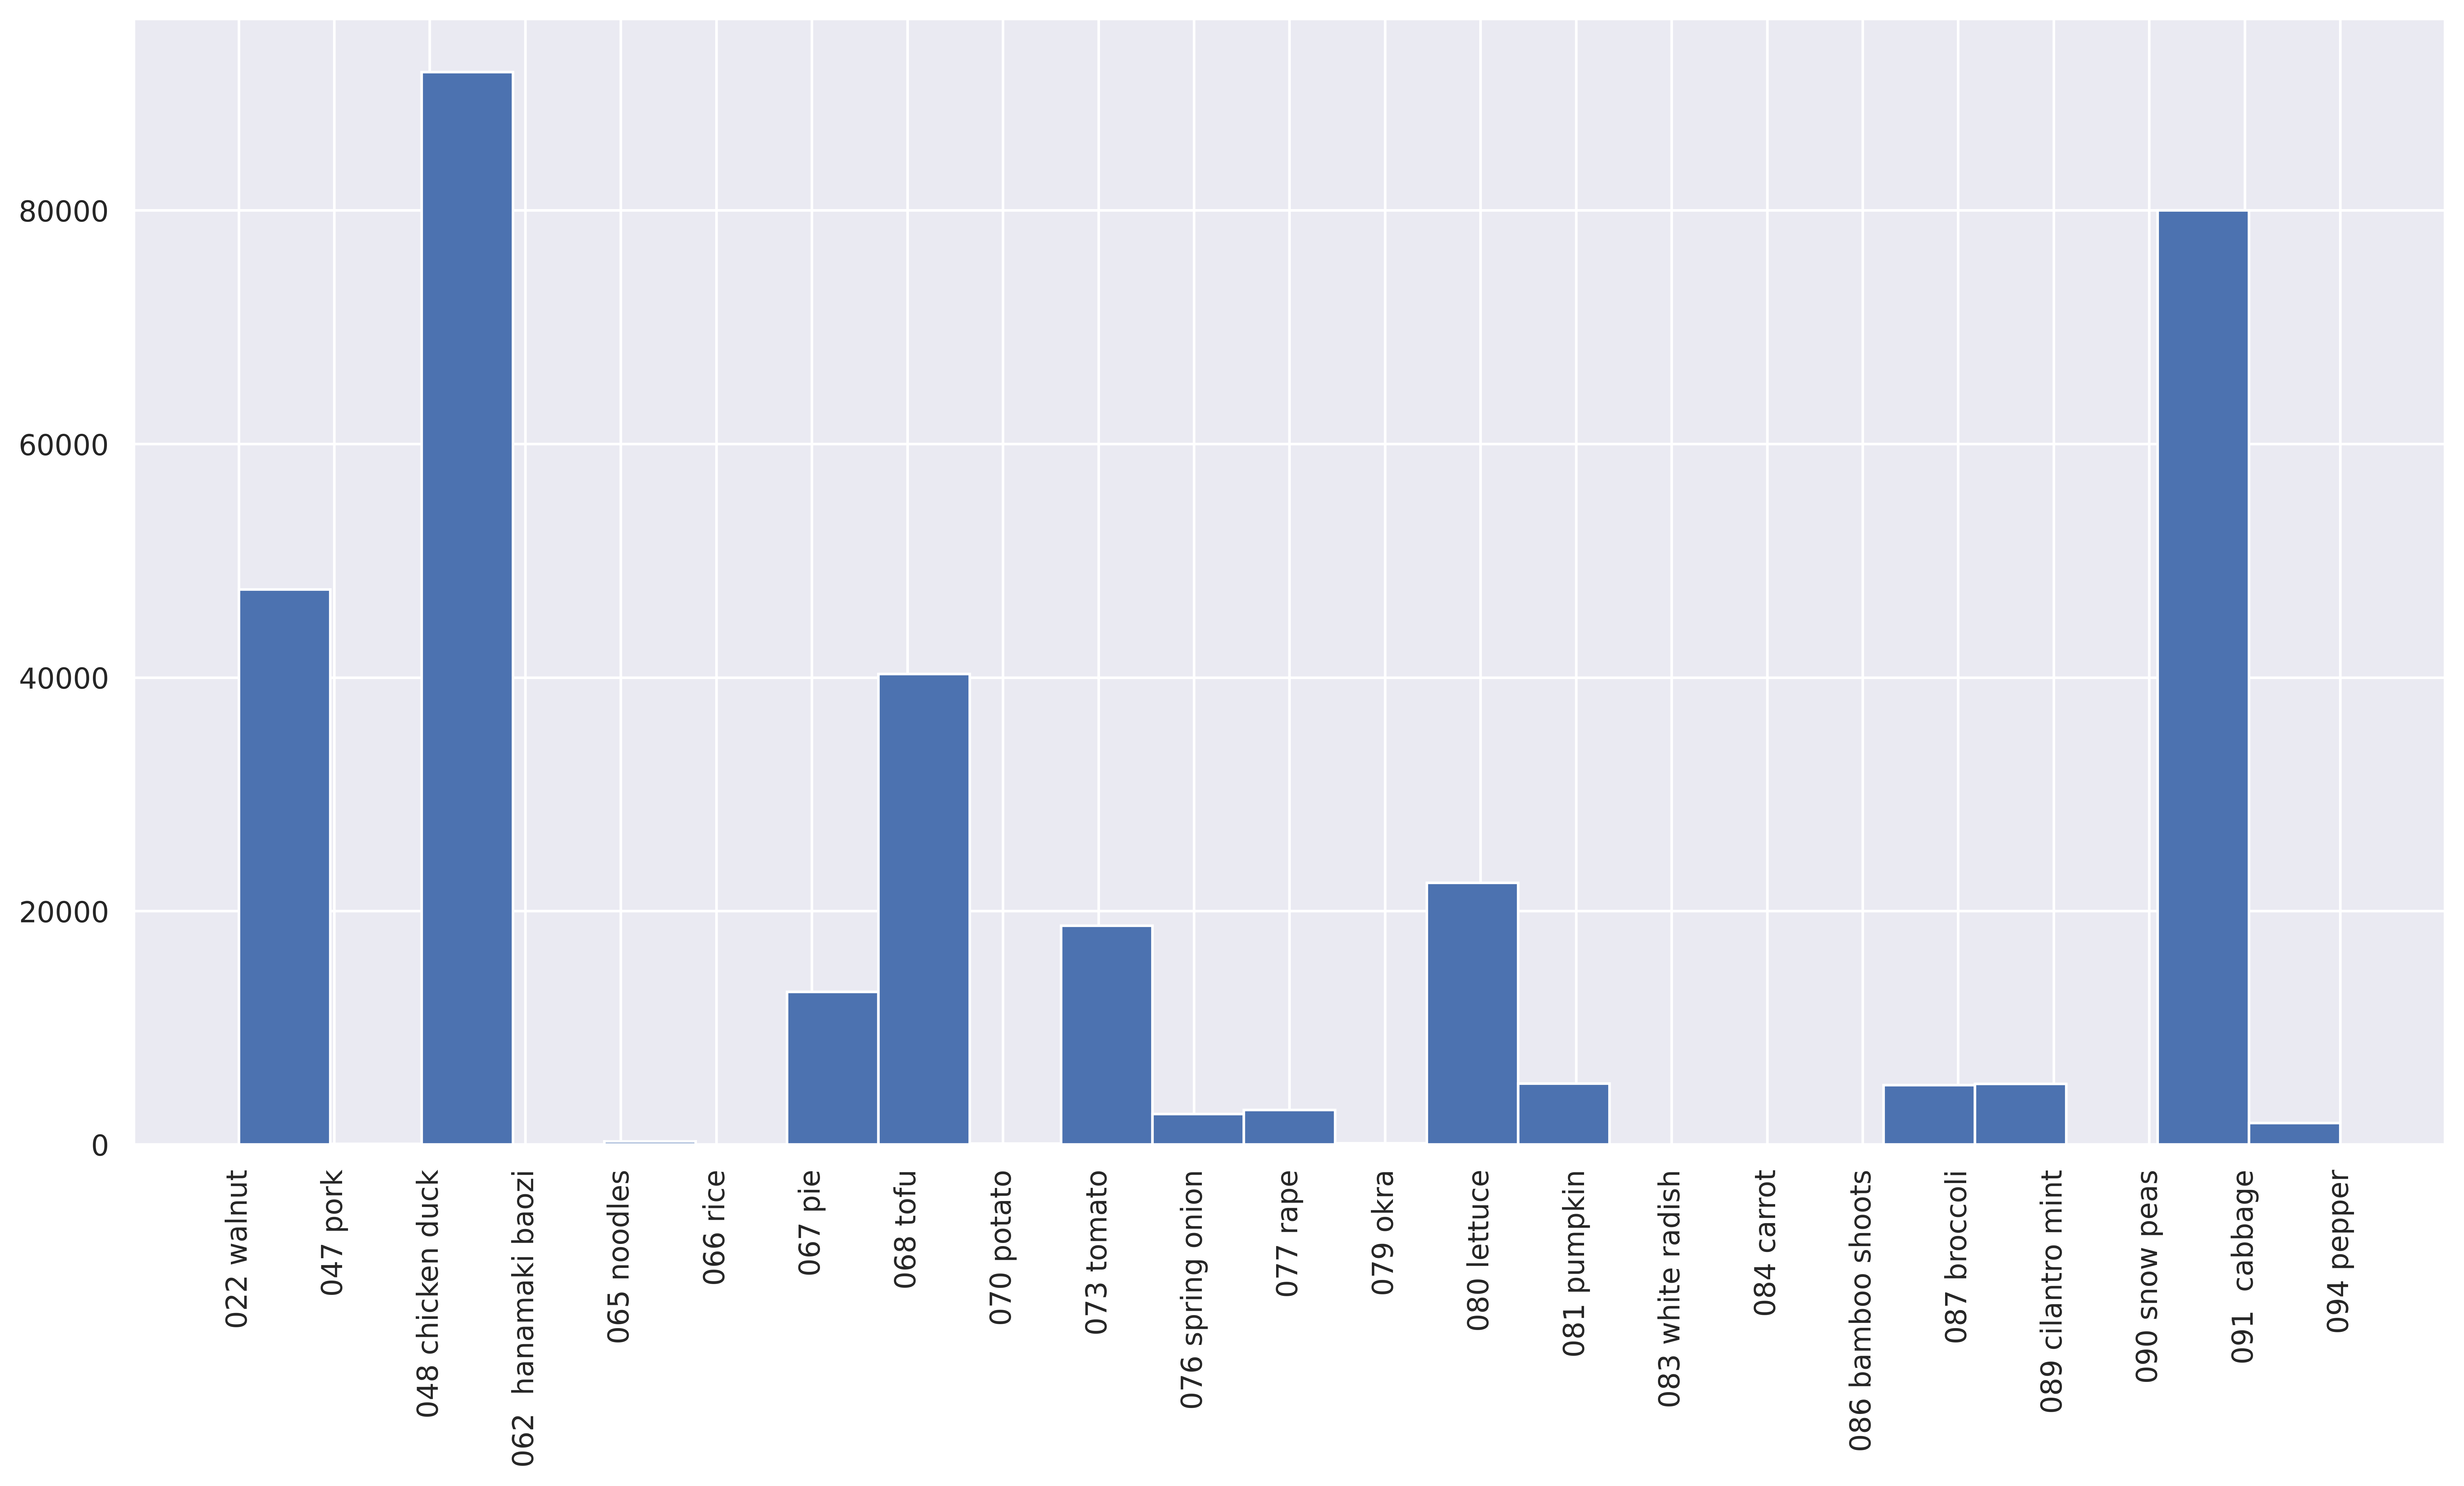 80000
60000
40000
20000
0
022 walnut
047 pork
048 chicken duck
062  hanamaki baozi
065 noodles
066 rice
067 pie
068 tofu
070 potato
073 tomato
076 spring onion
077 rape
079 okra
080 lettuce
081 pumpkin
083 white radish
084 carrot
086 bamboo shoots
087 broccoli
089 cilantro mint
090 snow peas
091  cabbage
094 pepper